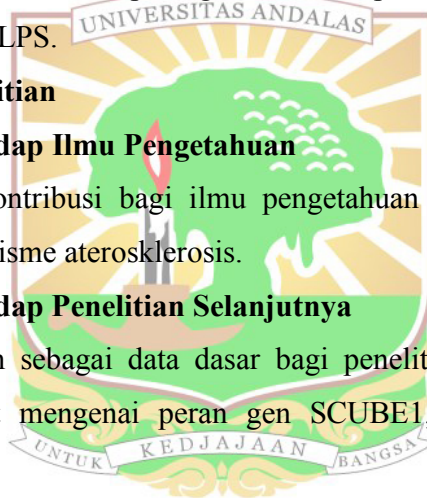 UNIVERSITAS ANDALAS
LPS.
itian
dap Ilmu Pengetahuan
ontribusi bagi ilmu pengetahuan
isme aterosklerosis.
dap Penelitian Selanjutnya
n sebagai data dasar bagi penelit
mengenai peran gen SCUBE1,
UNTUK KEDJAJAAN BANGSA